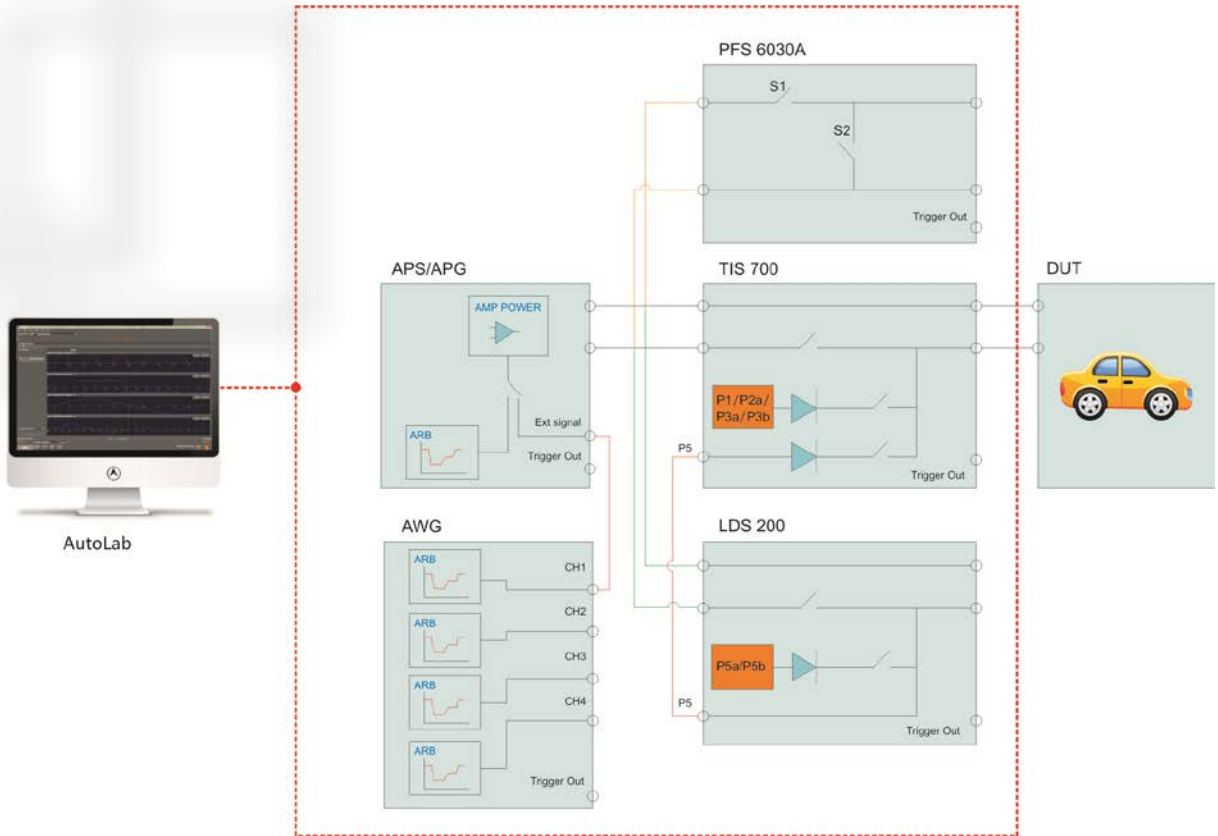 PFS 6030A
S1
S2
Trigger Out
APS/APG
AMP POWER
ARB
Ext signal
Trigger Out
TIS 700
P1/P2a/
P3a/P3b
P5
Trigger Out
DUT
AutoLab
AWG
ARB
CH1
CH2
ARB
CH3
ARB
CH4
ARB
Trigger Out
LDS 200
P5a/P5b
P5
Trigger Out